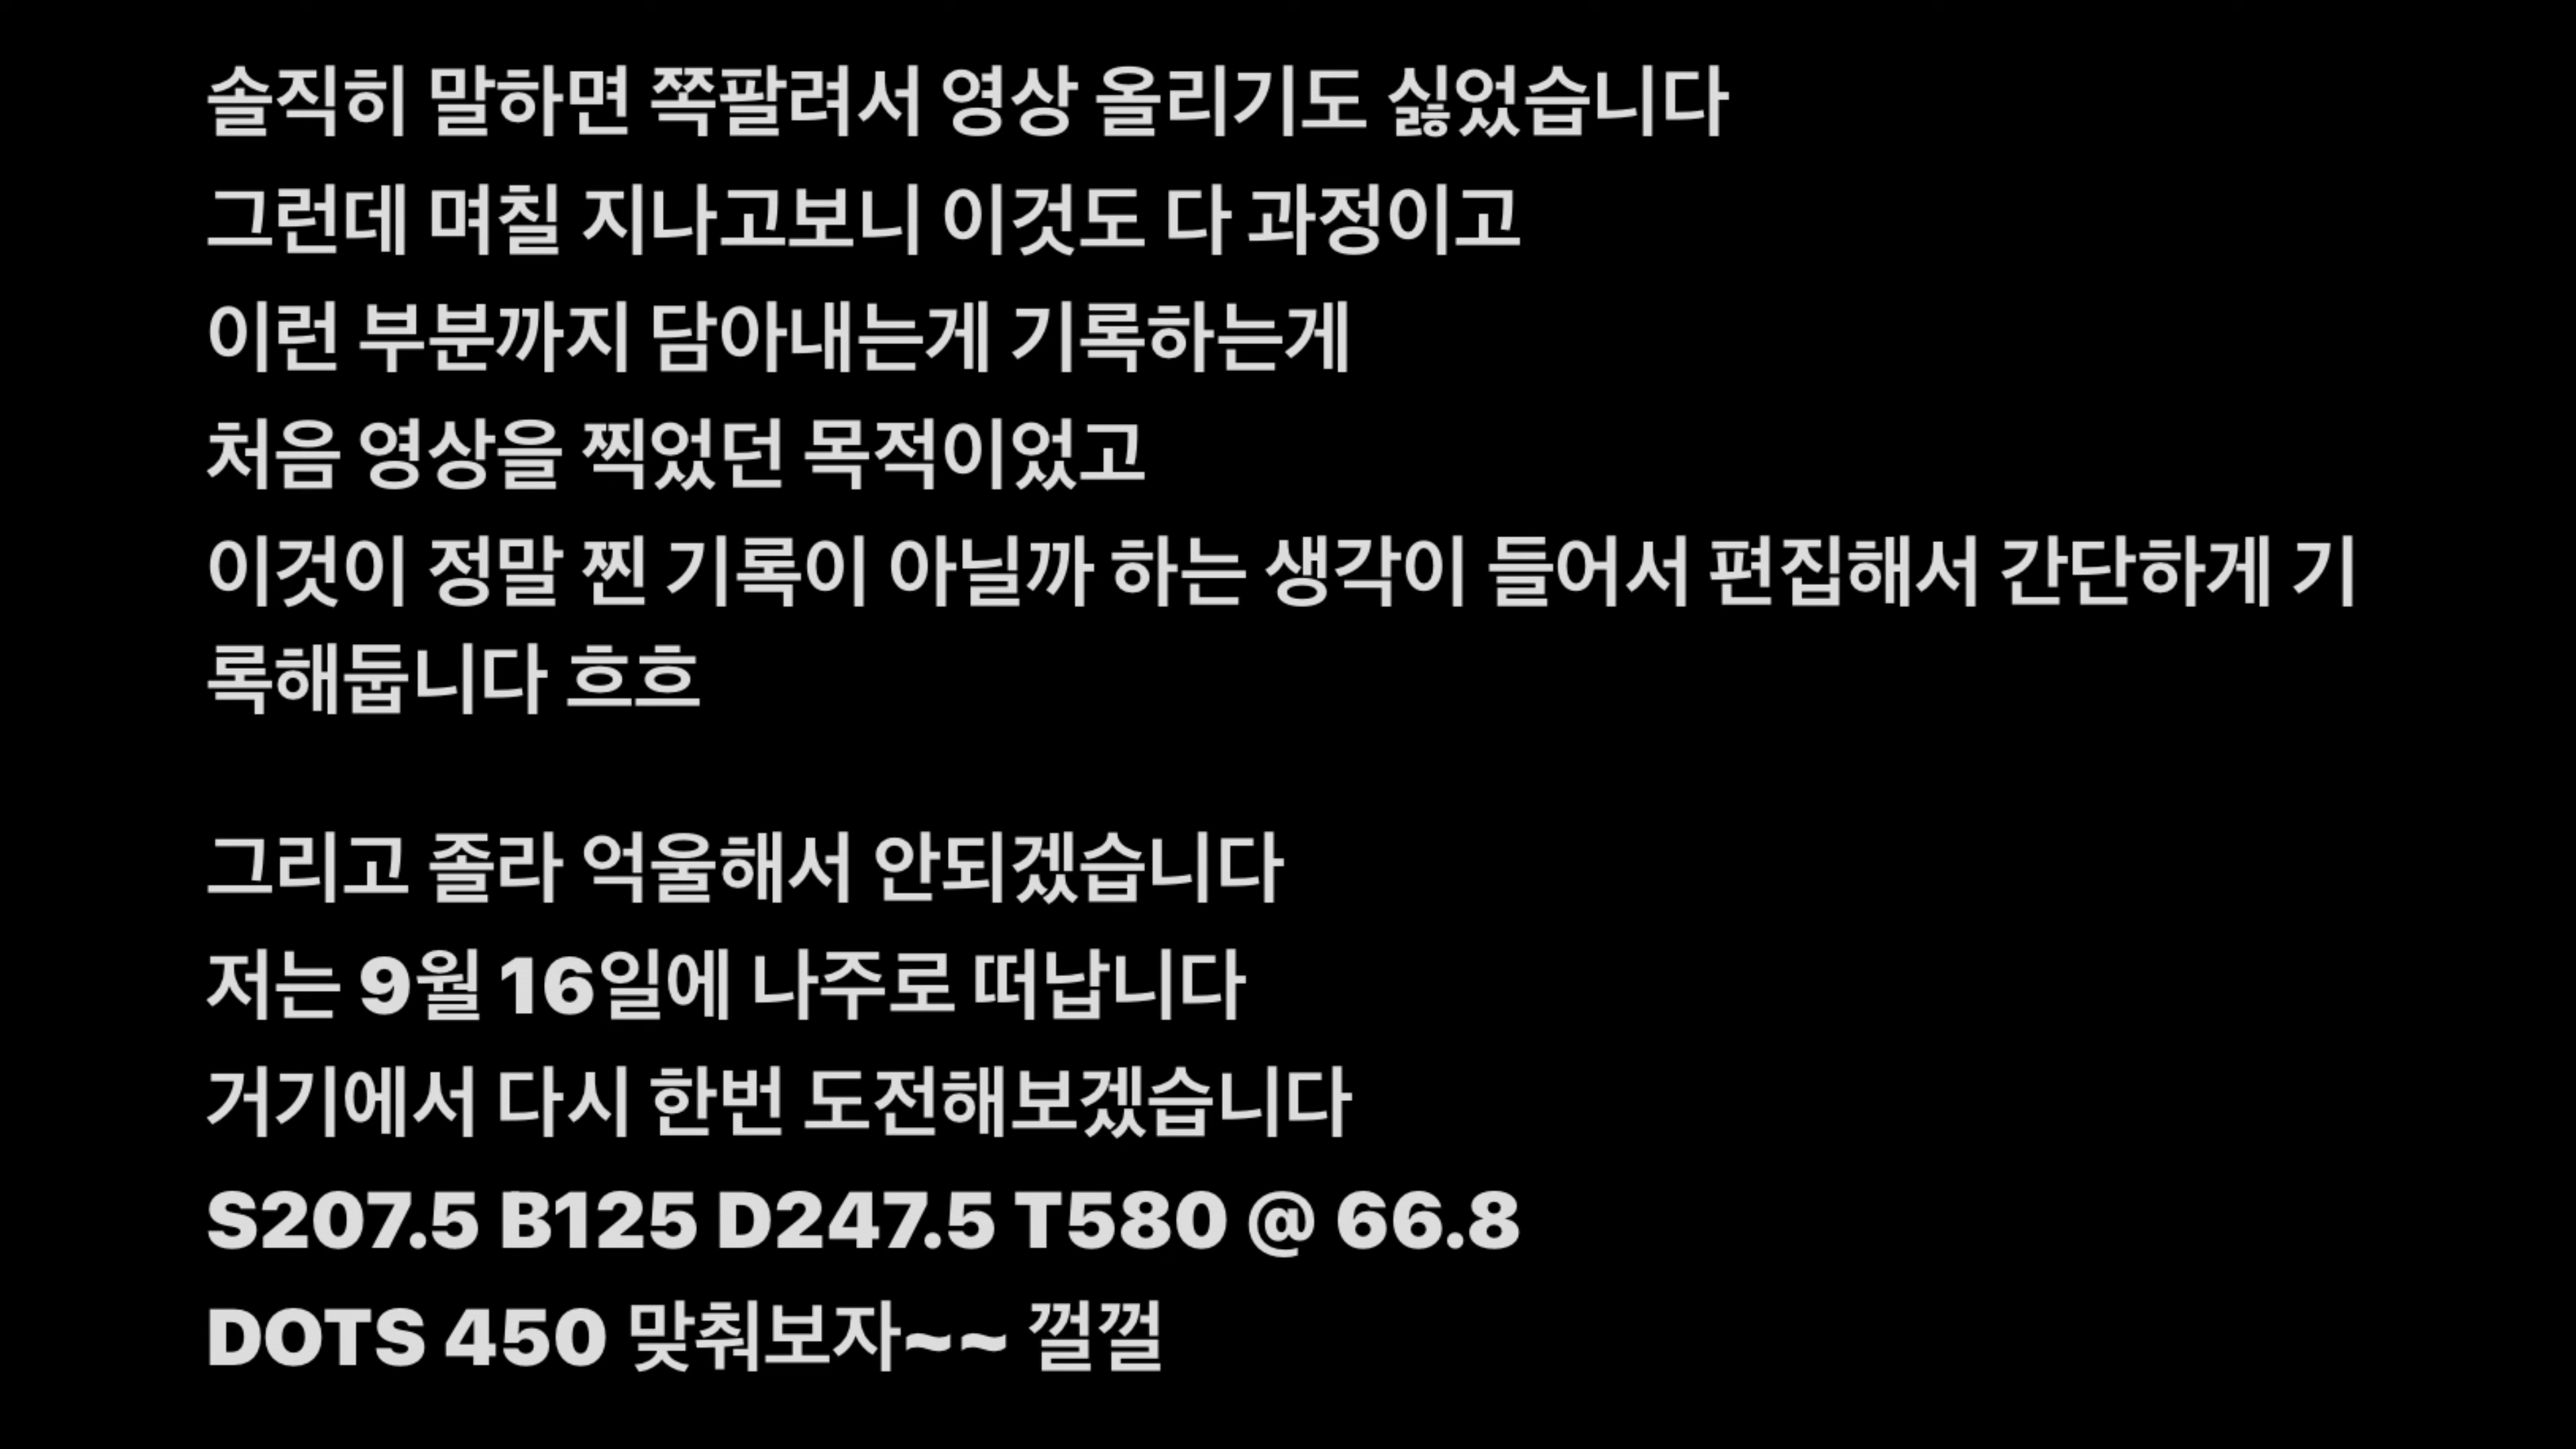 솔직히 말하면 쪽팔려서 영상 올리기도 싫었습니다
그런데 며칠 지나고보니 이것도 다 과정이고
이런 부분까지 담아내는게 기록하는게
처음 영상을 찍었던 목적이었고
이것이 정말 찐 기록이 아닐까 하는 생각이 들어서 편집해서 간단하게 기
록해둡니다 흐흐
그리고 졸라 억울해서 안되겠습니다
저는 9월 16일에 나주로 떠납니다
거기에서 다시 한번 도전해보겠습니다
S207.5 B125 D247.5 T580 @ 66.8
DOTS 450 맞춰보자~~ 껄껄